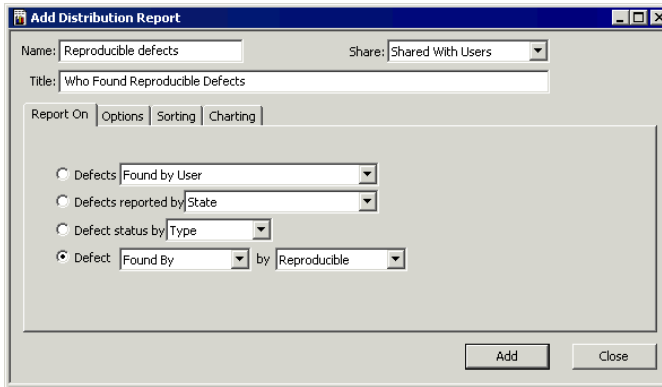 Add Distribution Report
Name: Reproducible defects Share: Shared With Users
Title: Who Found Reproducible Defects
Report On Options Sorting Charting
Defects Found by User
Defects reported by State
Defect status by Type
Defect Found By by Reproducible
Add Close